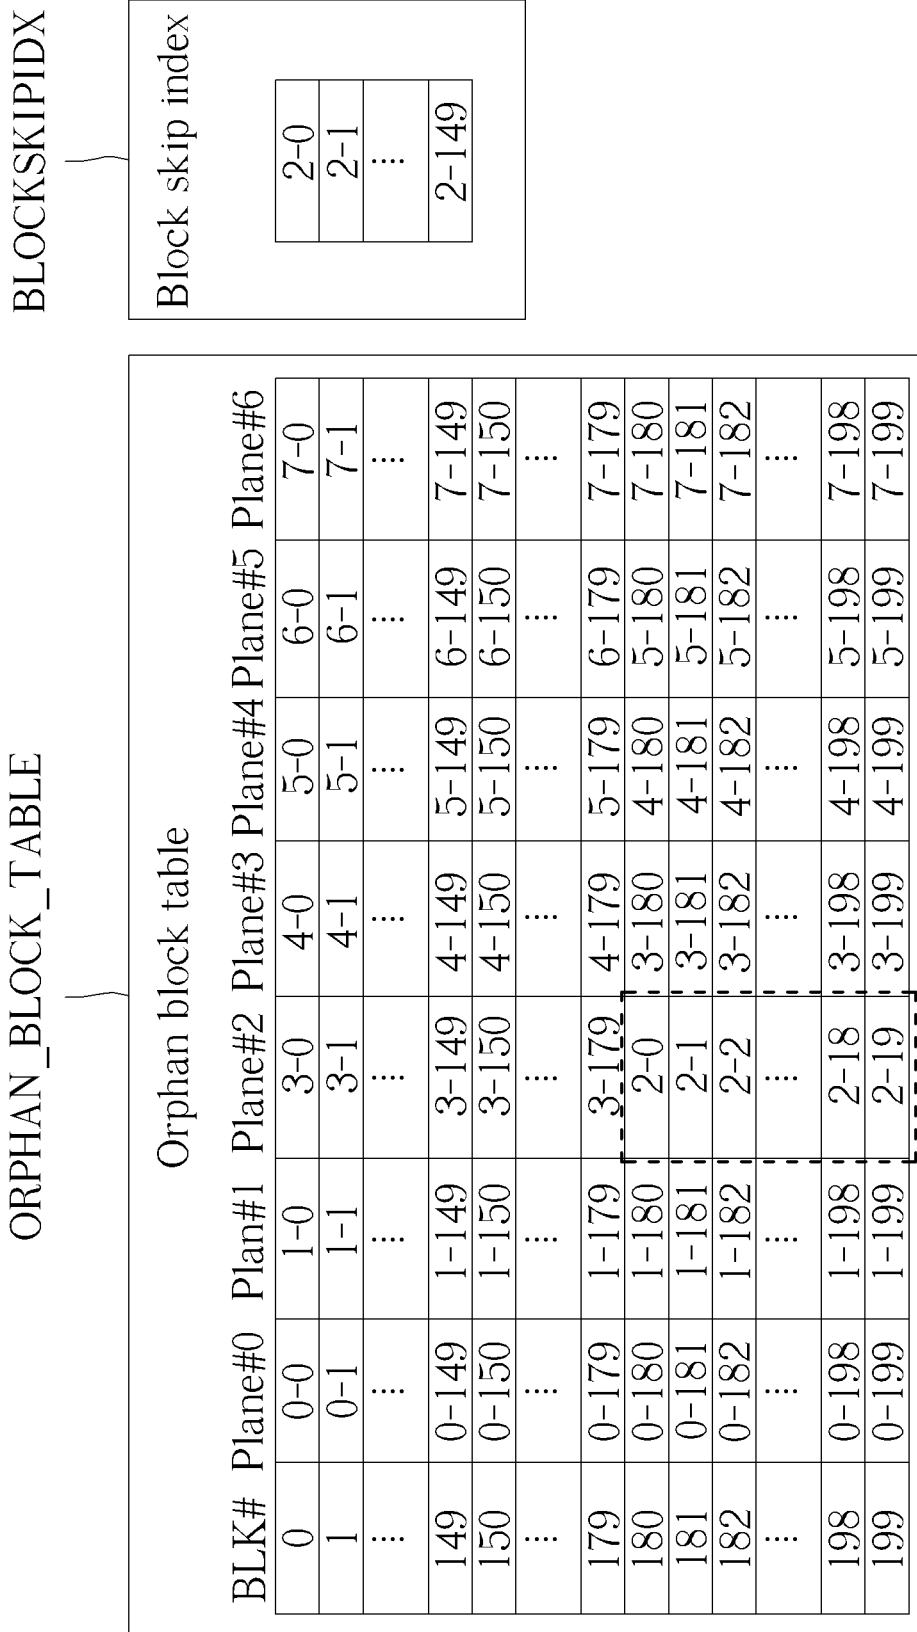 ORPHAN_BLOCK_TABLE
Orphan block table
BLK# Plane#0 Plan#1 Plane#2 Plane#3 Plane#4 Plane#5 Plane#6
0 0-0 1-0 3-0 4-0 5-0 6-0 7-0
1 0-1 1-1 3-1 4-1 5-1 6-1 7-1
.... .... .... .... .... .... .... ....
149 0-149 1-149 3-149 4-149 5-149 6-149 7-149
150 0-150 1-150 3-150 4-150 5-150 6-150 7-150
.... .... .... .... .... .... .... ....
179 0-179 1-179 3-179 4-179 5-179 6-179 7-179
180 0-180 1-180 2-0 3-180 4-180 5-180 7-180
181 0-181 1-181 2-1 3-181 4-181 5-181 7-181
182 0-182 1-182 2-2 3-182 4-182 5-182 7-182
.... .... .... .... .... .... .... ....
198 0-198 1-198 2-18 3-198 4-198 5-198 7-198
199 0-199 1-199 2-19 3-199 4-199 5-199 7-199
BLOCKSKIPIDX
Block skip index
2-0
2-1
....
2-149